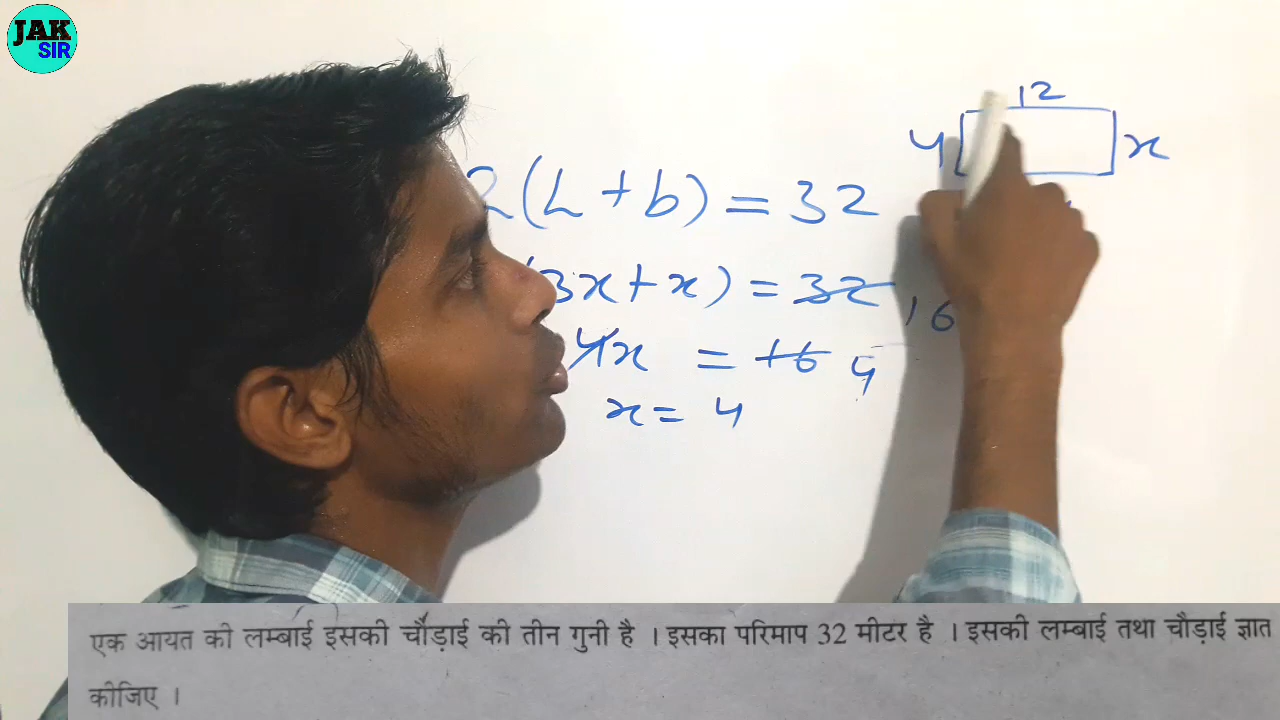 JAK
SIR
12
4 x
2(L+b) = 32
(3x+x) = 32 16
4x = 16 4
x = 4
एक आयत की लम्बाई इसकी चौड़ाई की तीन गुनी है । इसका परिमाप 32 मीटर है । इसकी लम्बाई तथा चौड़ाई ज्ञात
कीजिए ।